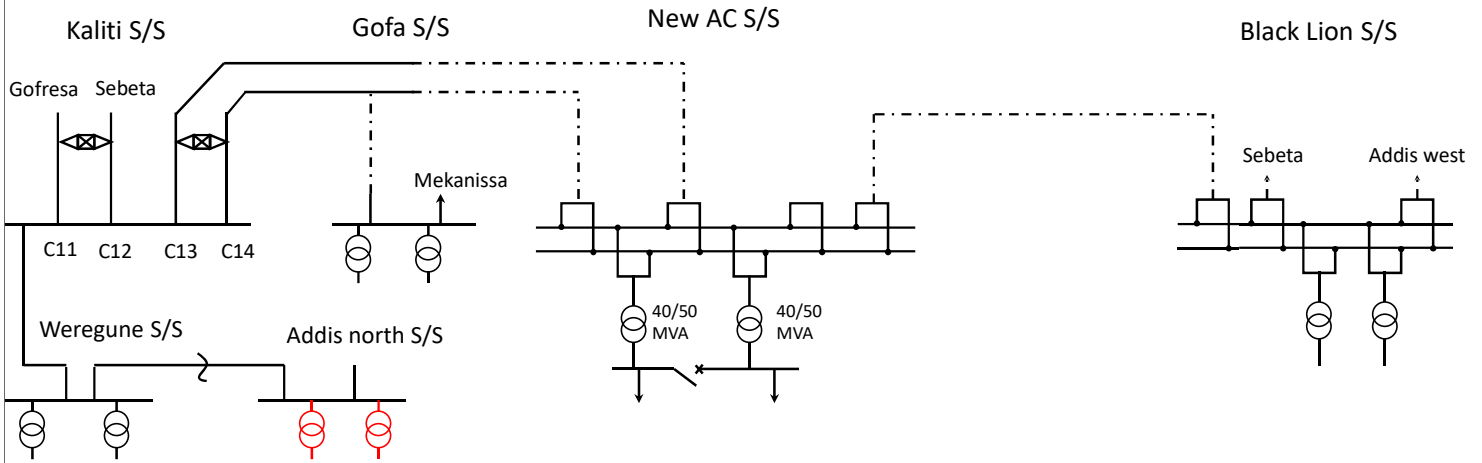 Kaliti S/S
Gofa S/S
New AC S/S
Black Lion S/S
Gofresa
Sebeta
Mekanissa
Sebeta
Addis west
C11
C12
C13
C14
40/50
MVA
40/50
MVA
Weregune S/S
Addis north S/S